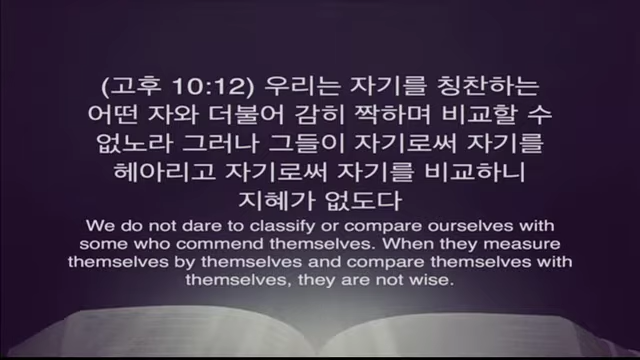 (고후 10:12) 우리는 자기를 칭찬하는
어떤 자와 더불어 감히 짝하며 비교할 수
없노라 그러나 그들이 자기로써 자기를
헤아리고 자기로써 자기를 비교하니
지혜가 없도다
We do not dare to classify or compare ourselves with
some who commend themselves. When they measure
themselves by themselves and compare themselves with
themselves, they are not wise.